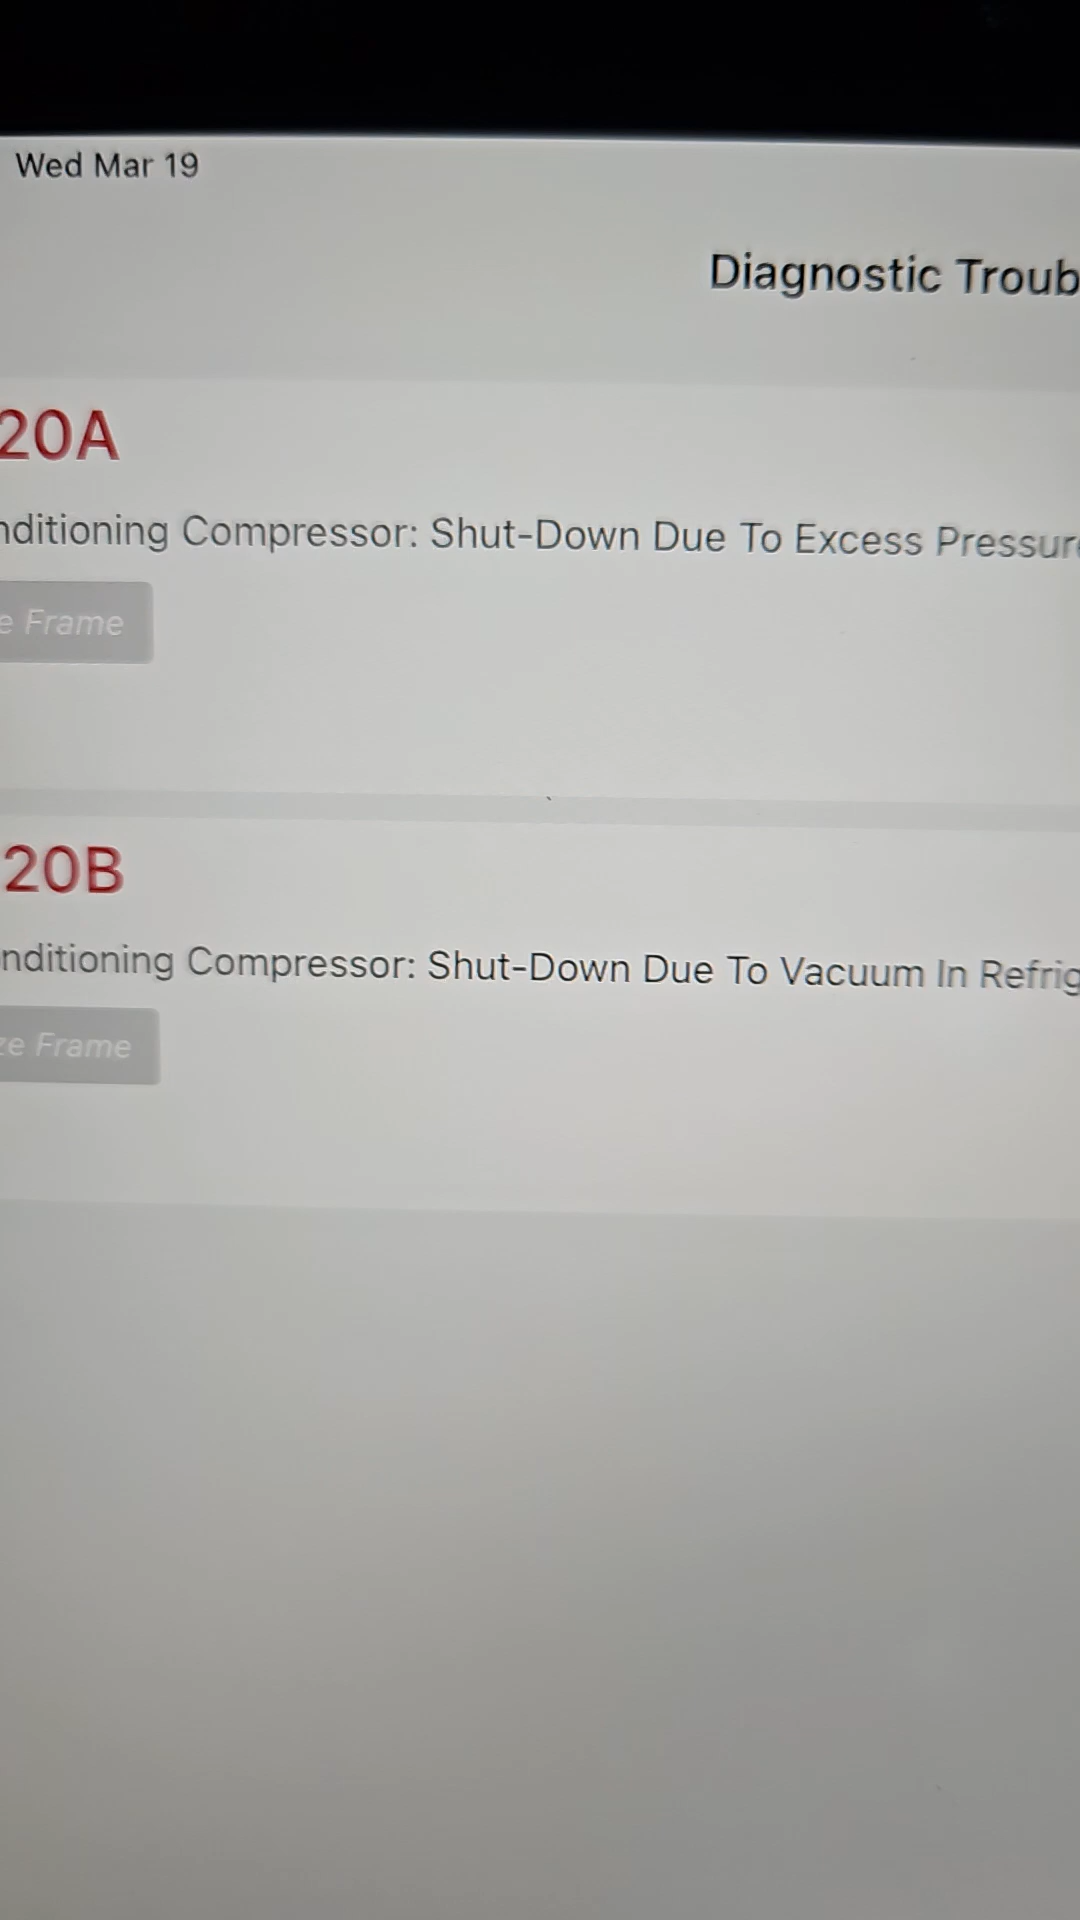 Wed Mar 19
Diagnostic Troub
20A
nditioning Compressor: Shut-Down Due To Excess Pressure
e Frame
20B
nditioning Compressor: Shut-Down Due To Vacuum In Refrig
ze Frame